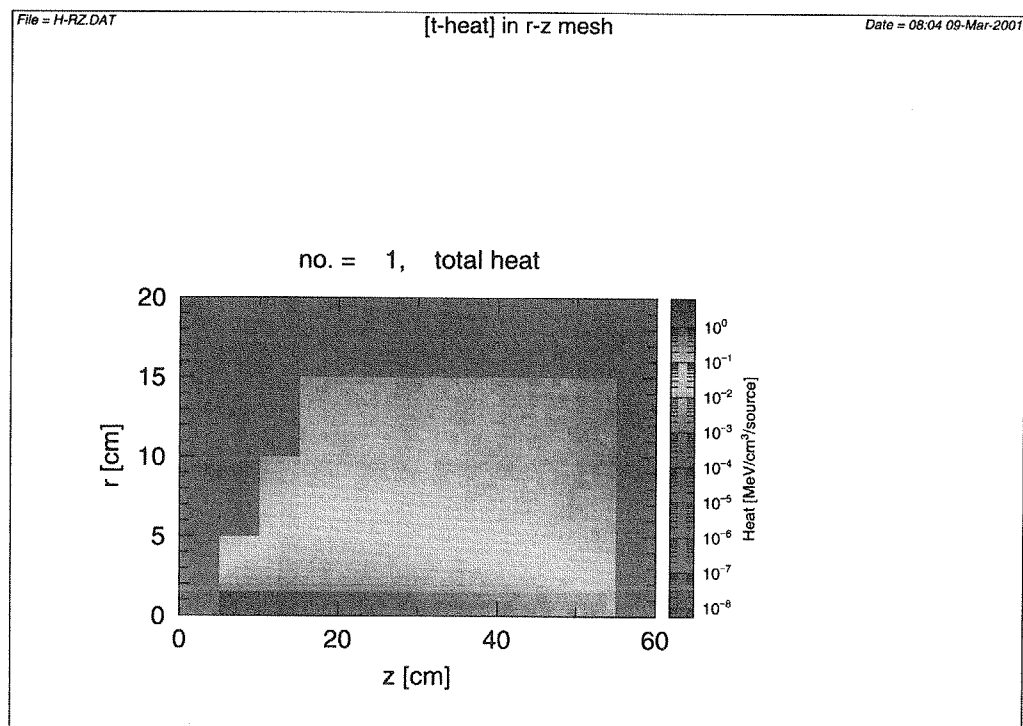 File = H-RZ.DAT
[t-heat] in r-z mesh
Date = 08:04 09-Mar-2001
no. = 1, total heat
20
15
10
5
0
r [cm]
0 20 40 60
z [cm]
10⁰
10⁻¹
10⁻²
10⁻³
10⁻⁴
10⁻⁵
10⁻⁶
10⁻⁷
10⁻⁸
Heat [MeV/cm³/source]